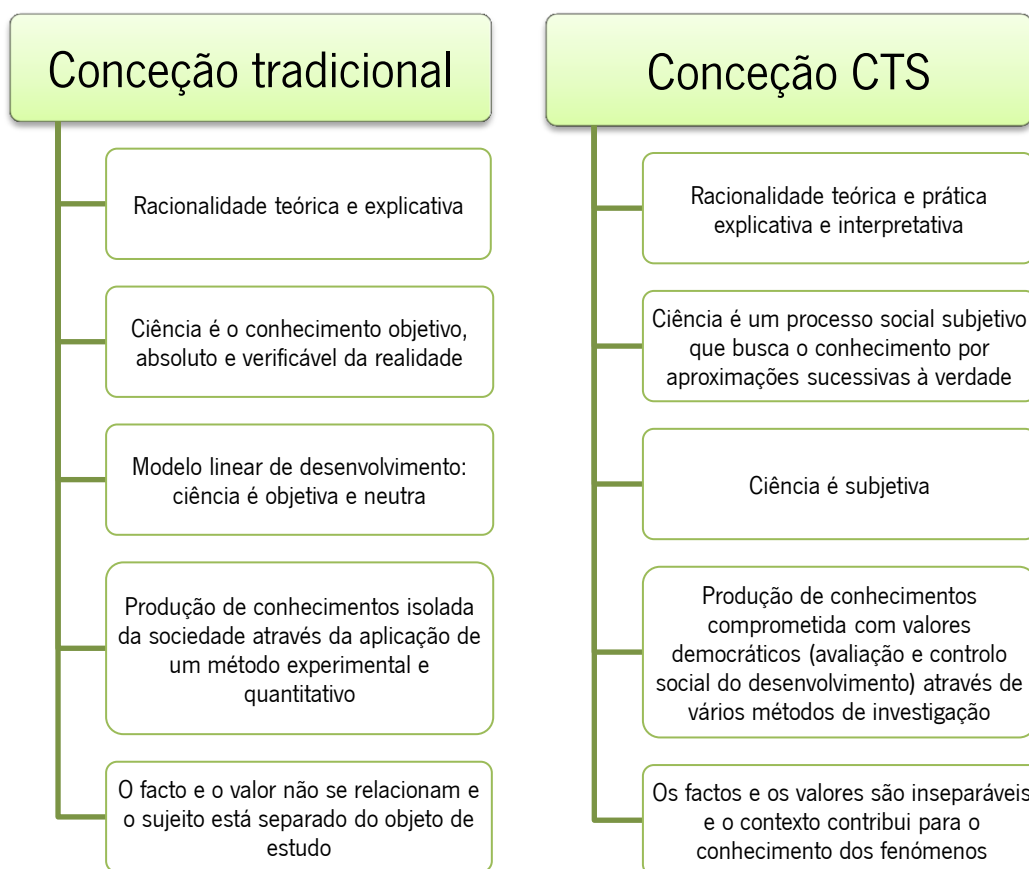 Conceção tradicional
Racionalidade teórica e explicativa
Ciência é o conhecimento objetivo,
absoluto e verificável da realidade
Modelo linear de desenvolvimento:
ciência é objetiva e neutra
Produção de conhecimentos isolada
da sociedade através da aplicação de
um método experimental e
quantitativo
O facto e o valor não se relacionam e
o sujeito está separado do objeto de
estudo
Conceção CTS
Racionalidade teórica e prática
explicativa e interpretativa
Ciência é um processo social subjetivo
que busca o conhecimento por
aproximações sucessivas à verdade
Ciência é subjetiva
Produção de conhecimentos
comprometida com valores
democráticos (avaliação e controlo
social do desenvolvimento) através de
vários métodos de investigação
Os factos e os valores são inseparáveis
e o contexto contribui para o
conhecimento dos fenómenos